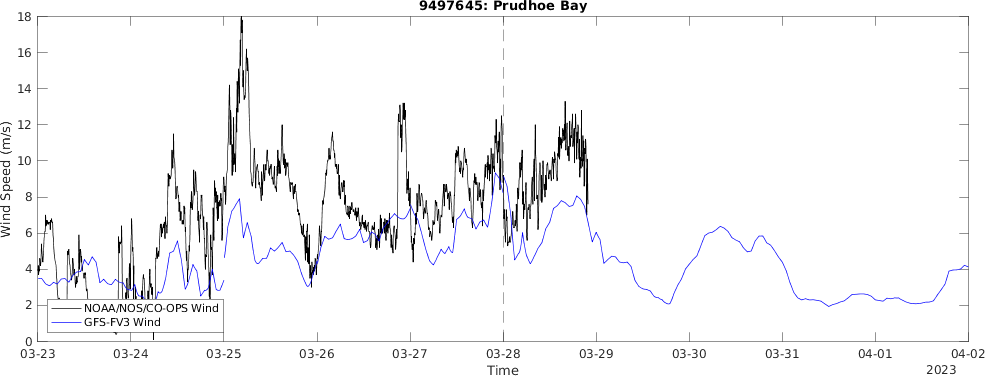 9497645: Prudhoe Bay
Wind Speed (m/s)
18
16
14
12
10
8
6
4
2
0
NOAA/NOS/CO-OPS Wind
GFS-FV3 Wind
03-23 03-24 03-25 03-26 03-27 03-28 03-29 03-30 03-31 04-01 04-02
Time
2023